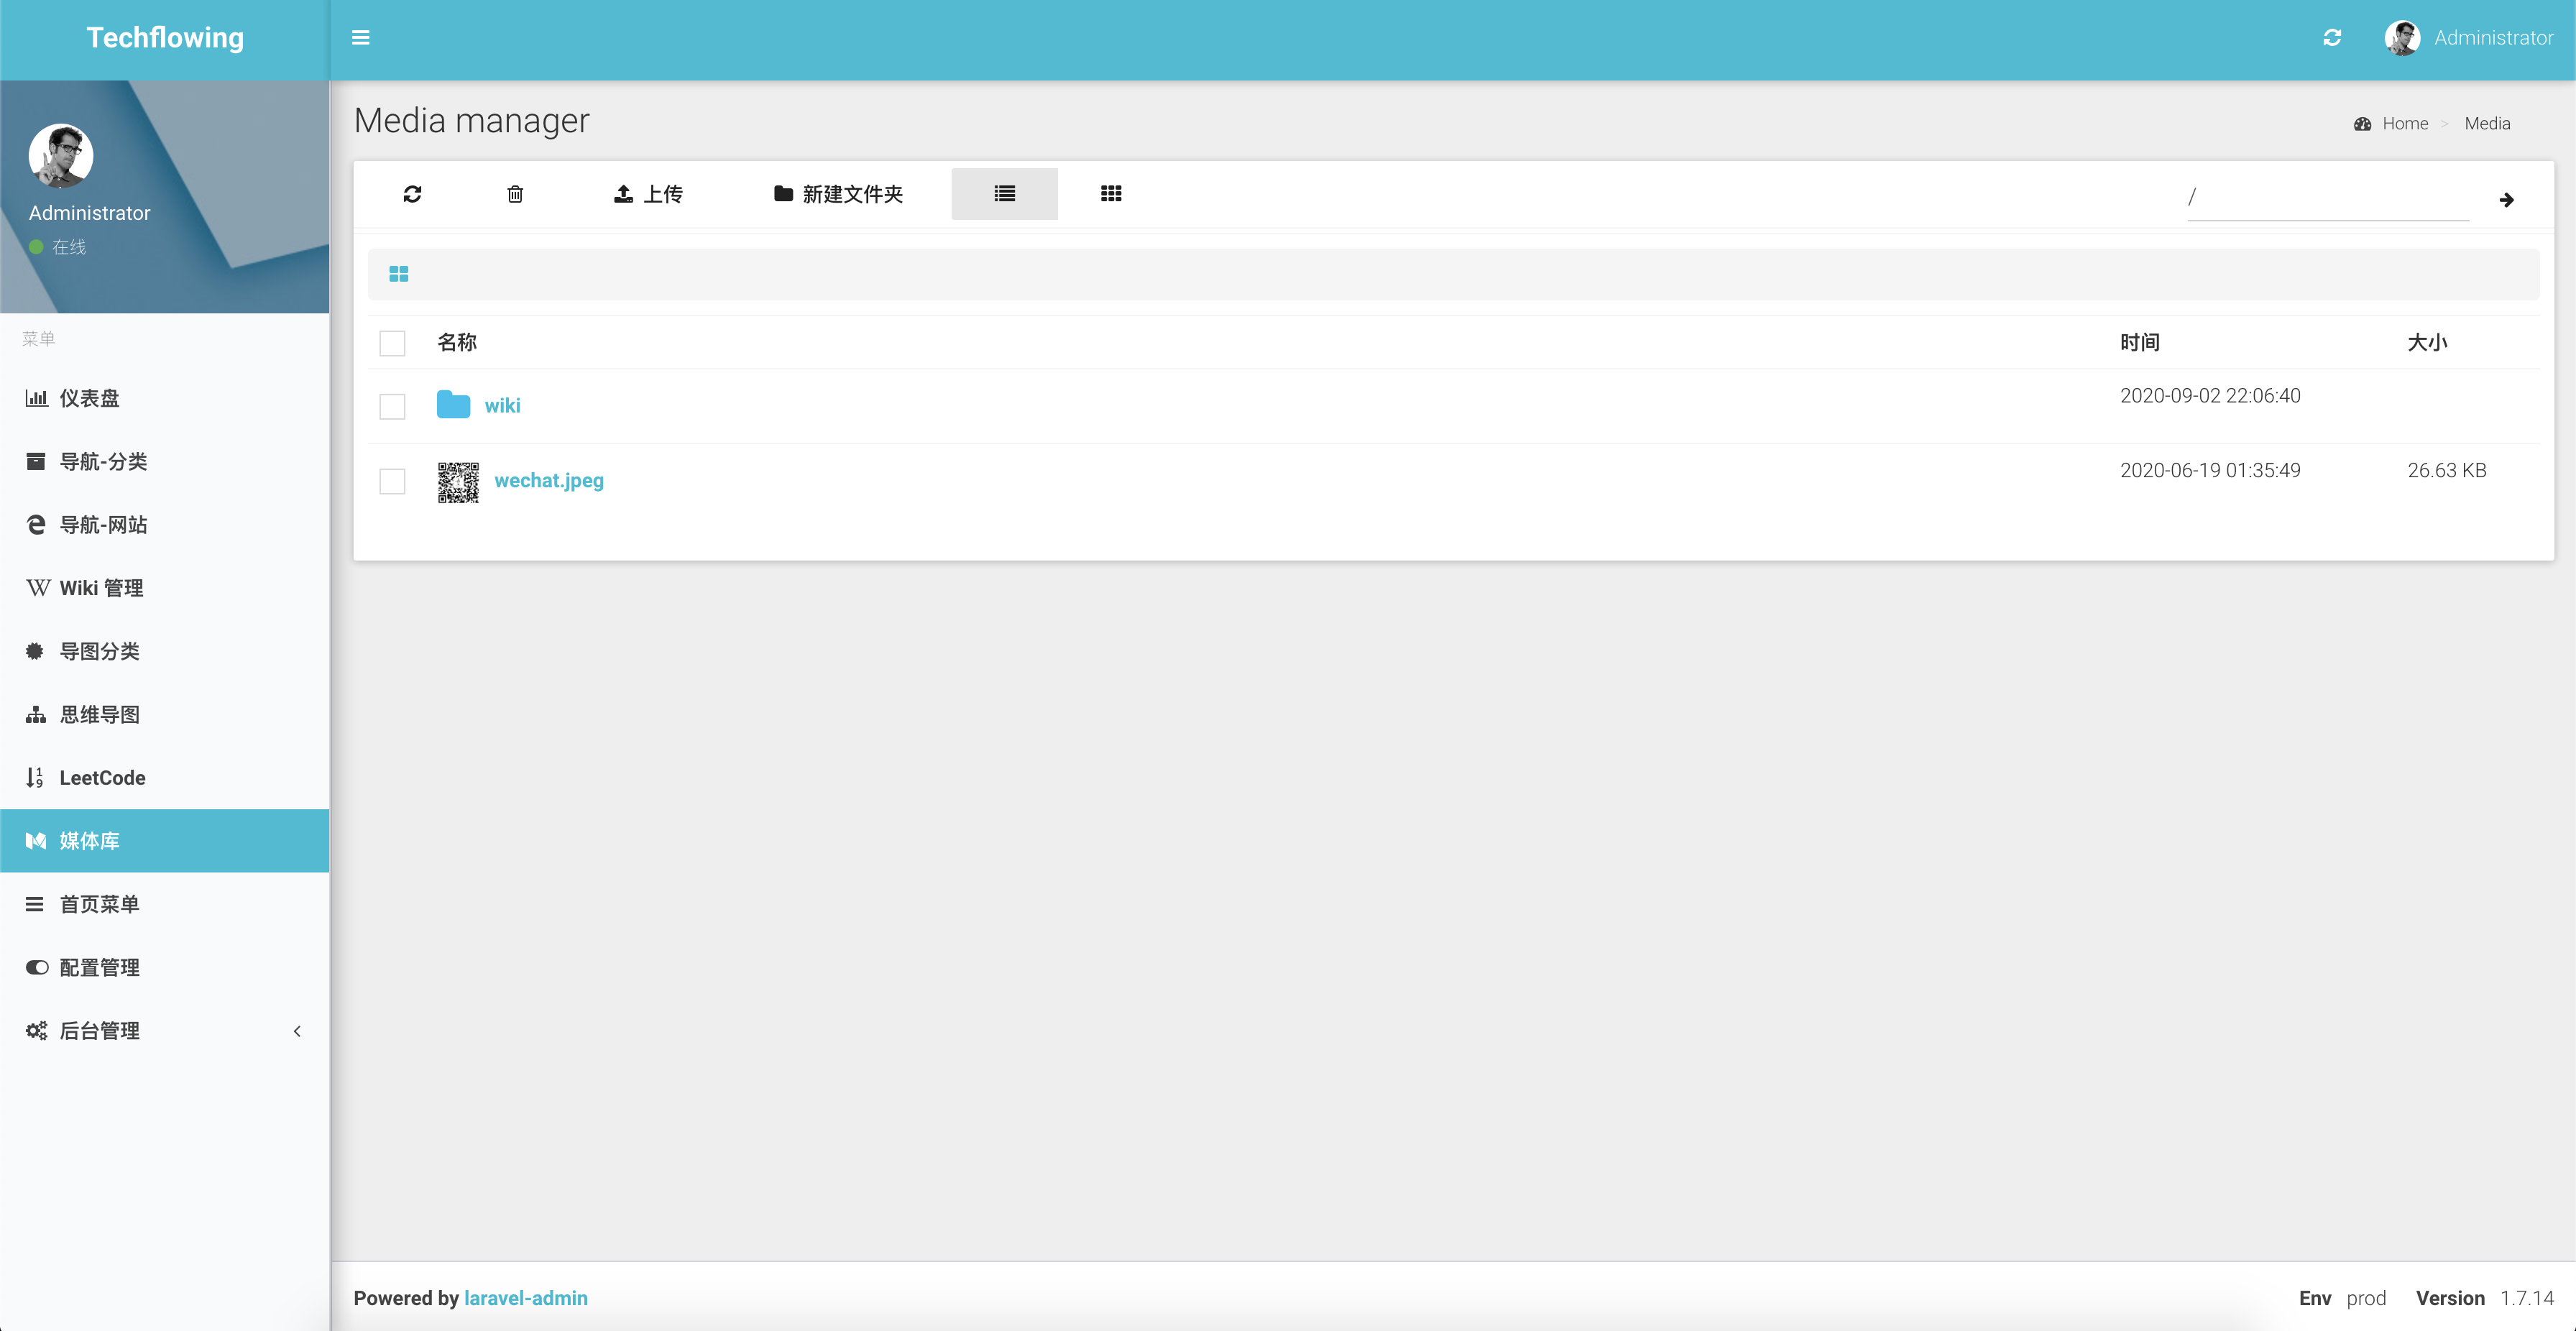 Techflowing
Administrator
Administrator
在线
菜单
仪表盘
导航-分类
导航-网站
Wiki 管理
导图分类
思维导图
LeetCode
媒体库
首页菜单
配置管理
后台管理
Media manager
Home > Media
上传 新建文件夹 /
名称 时间 大小
wiki 2020-09-02 22:06:40
wechat.jpeg 2020-06-19 01:35:49 26.63 KB
Powered by laravel-admin Env prod Version 1.7.14